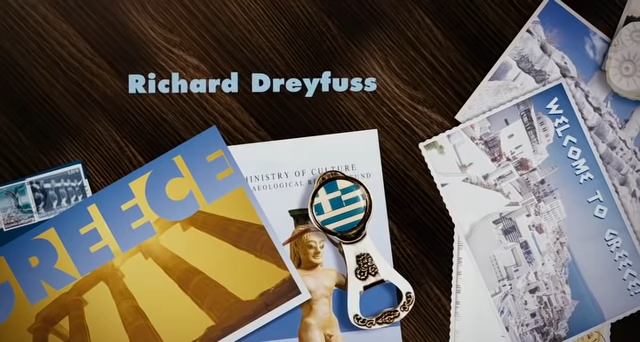 Richard Dreyfuss
GREECE
MINISTRY OF CULTURE
WELCOME TO GREECE